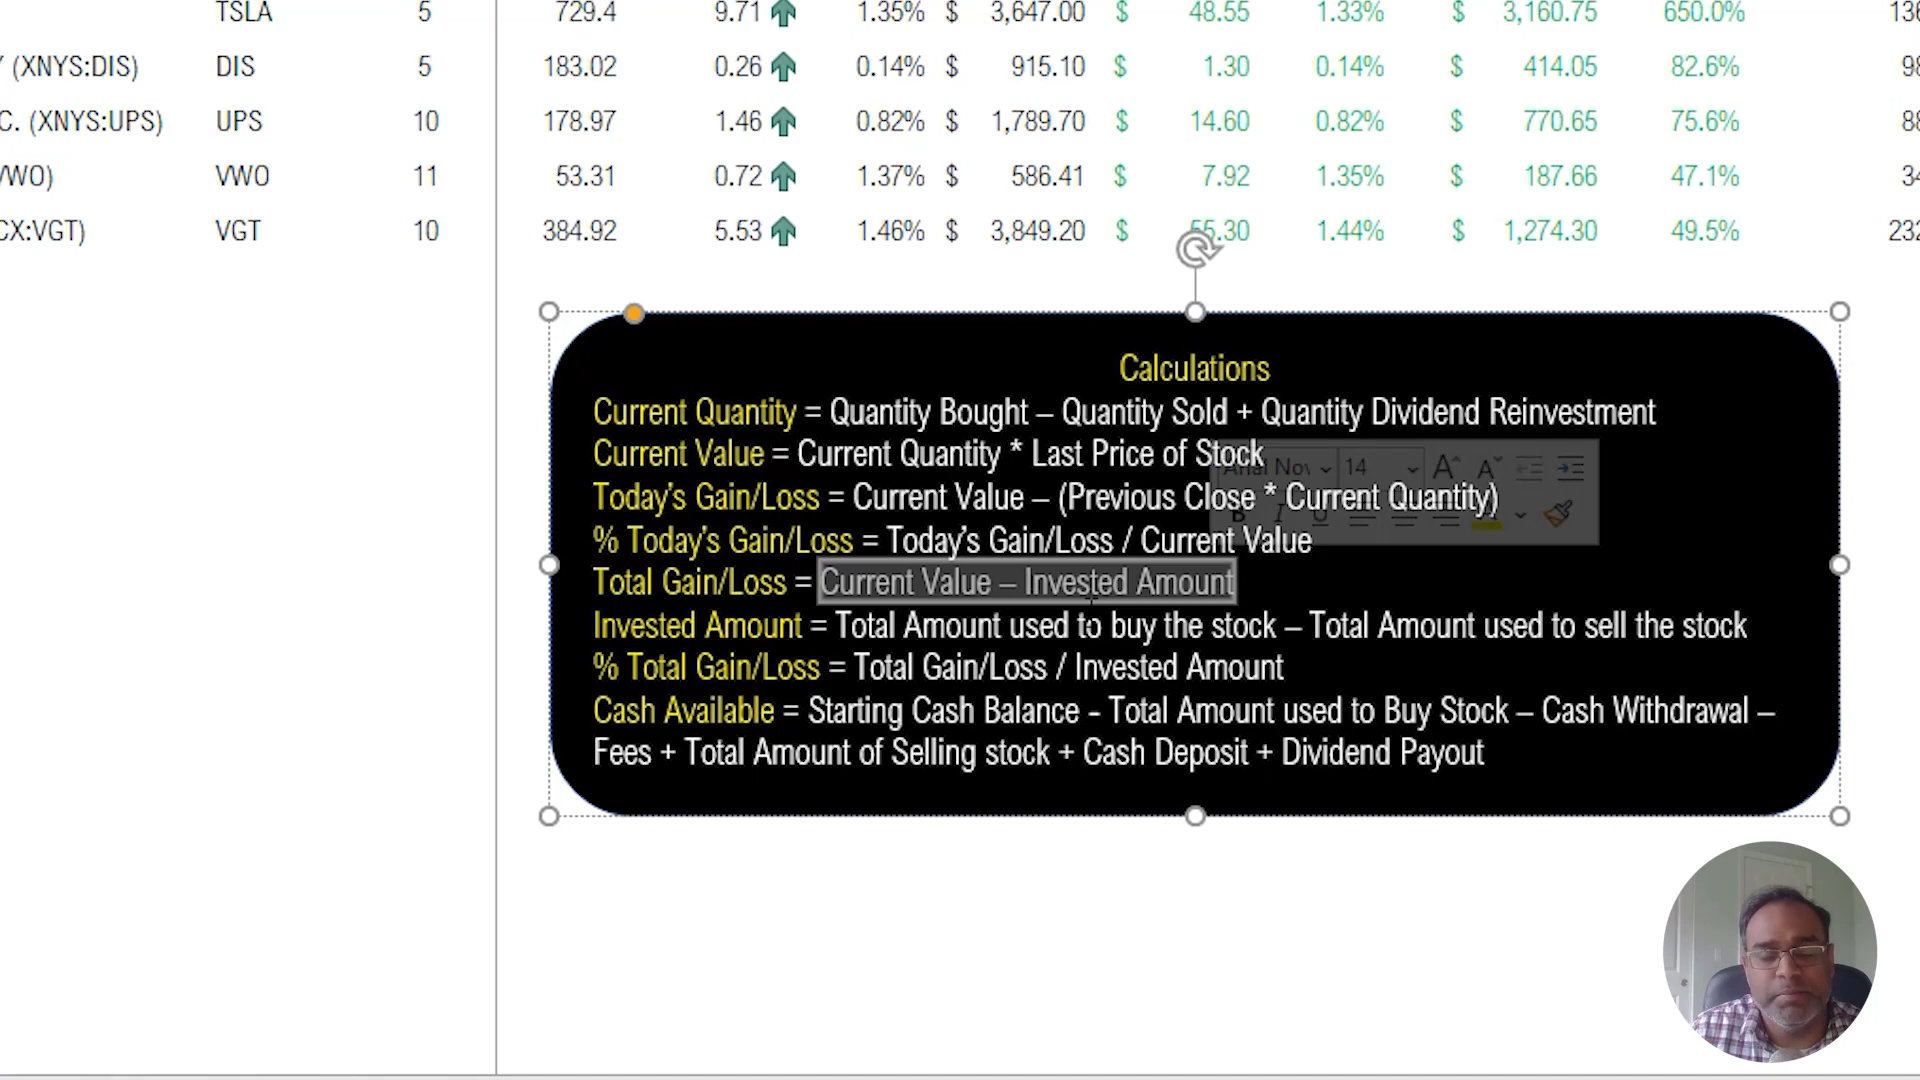 TSLA 5 729.4 9.71 1.35% $ 3,647.00 $ 48.55 1.33% $ 3,160.75 650.0%
(XNYS:DIS) DIS 5 183.02 0.26 0.14% $ 915.10 $ 1.30 0.14% $ 414.05 82.6%
C. (XNYS:UPS) UPS 10 178.97 1.46 0.82% $ 1,789.70 $ 14.60 0.82% $ 770.65 75.6%
VWO) VWO 11 53.31 0.72 1.37% $ 586.41 $ 7.92 1.35% $ 187.66 47.1%
CX:VGT) VGT 10 384.92 5.53 1.46% $ 3,849.20 $ 55.30 1.44% $ 1,274.30 49.5%
Calculations
Current Quantity = Quantity Bought – Quantity Sold + Quantity Dividend Reinvestment
Current Value = Current Quantity * Last Price of Stock
14 A A
Today's Gain/Loss = Current Value – (Previous Close * Current Quantity)
B I U
% Today's Gain/Loss = Today's Gain/Loss / Current Value
Total Gain/Loss = Current Value – Invested Amount
Invested Amount = Total Amount used to buy the stock – Total Amount used to sell the stock
% Total Gain/Loss = Total Gain/Loss / Invested Amount
Cash Available = Starting Cash Balance - Total Amount used to Buy Stock – Cash Withdrawal –
Fees + Total Amount of Selling stock + Cash Deposit + Dividend Payout